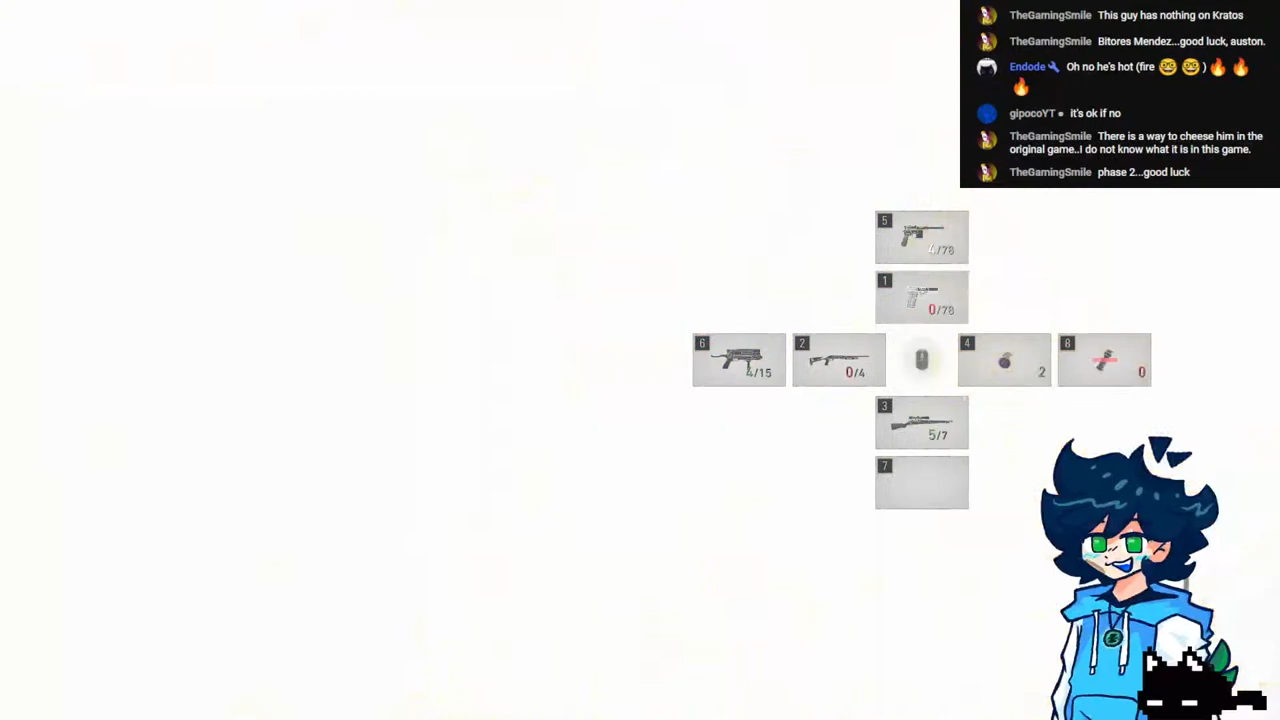 TheGamingSmile This guy has nothing on Kratos
TheGamingSmile Bitores Mendez...good luck, auston.
Endode Oh no he's hot (fire 🤓 🤓 ) 🔥 🔥
🔥
gipocoYT it's ok if no
TheGamingSmile There is a way to cheese him in the
original game..I do not know what it is in this game.
TheGamingSmile phase 2...good luck
5
4/78
1
0/78
6
4/15
2
0/4
4
2
8
0
3
5/7
7